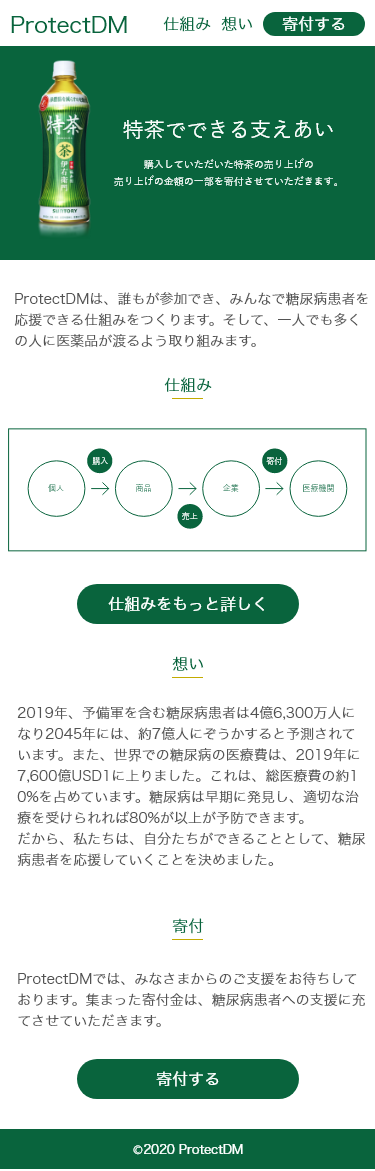 ProtectDM
仕組み 想い 寄付する
特茶
茶
伊右衛門
SUNTORY
特茶でできる支えあい
購入していただいた特茶の売り上げの
売り上げの金額の一部を寄付させていただきます。
ProtectDMは、誰もが参加でき、みんなで糖尿病患者を
応援できる仕組みをつくります。そして、一人でも多く
の人に医薬品が渡るよう取り組みます。
仕組み
購入 寄付
個人 商品 企業 医療機関
売上
仕組みをもっと詳しく
想い
2019年、予備軍を含む糖尿病患者は4億6,300万人に
なり2045年には、約7億人にぞうかすると予測されて
います。また、世界での糖尿病の医療費は、2019年に
7,600億USD1に上りました。これは、総医療費の約1
0%を占めています。糖尿病は早期に発見し、適切な治
療を受けられれば80%が以上が予防できます。
だから、私たちは、自分たちができることとして、糖尿
病患者を応援していくことを決めました。
寄付
ProtectDMでは、みなさまからのご支援をお待ちして
おります。集まった寄付金は、糖尿病患者への支援に充
てさせていただきます。
寄付する
©2020 ProtectDM